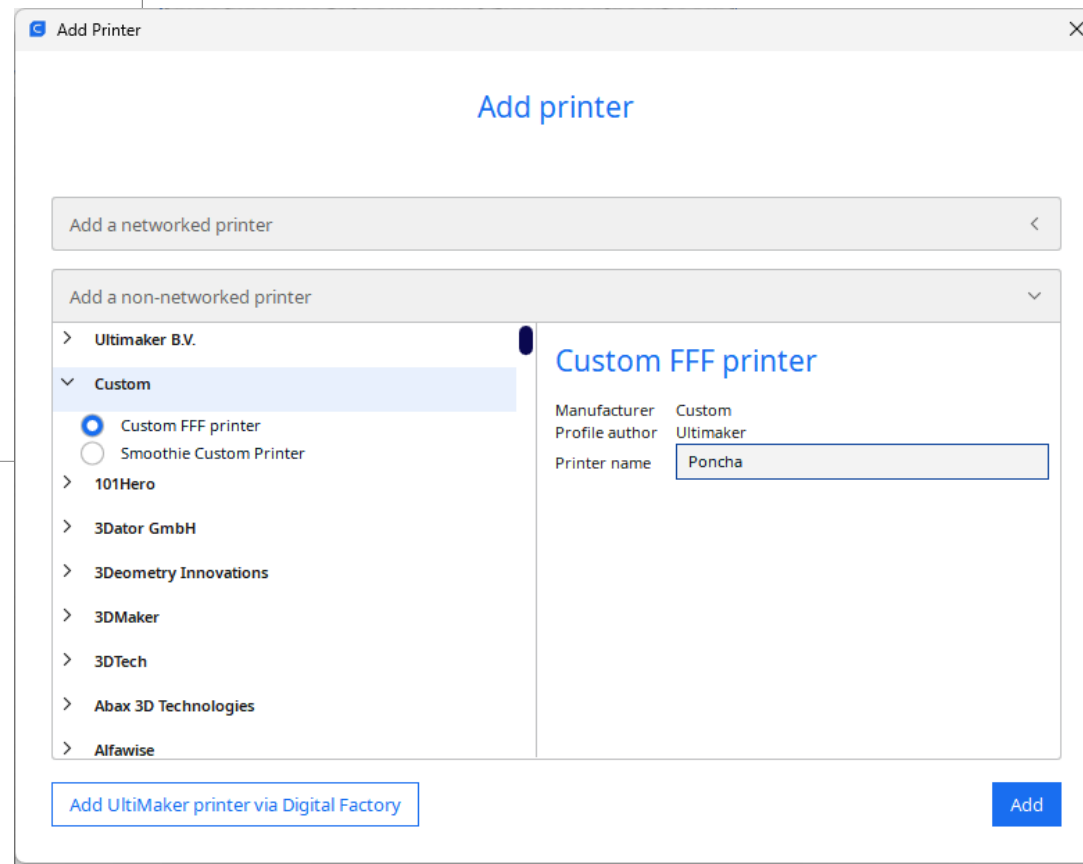 Add Printer
Add printer
Add a networked printer
Add a non-networked printer
Ultimaker B.V.
Custom
Custom FFF printer
Smoothie Custom Printer
101Hero
3Dator GmbH
3Deometry Innovations
3DMaker
3DTech
Abax 3D Technologies
Alfawise
Custom FFF printer
Manufacturer Custom
Profile author Ultimaker
Printer name Poncha
Add UltiMaker printer via Digital Factory
Add